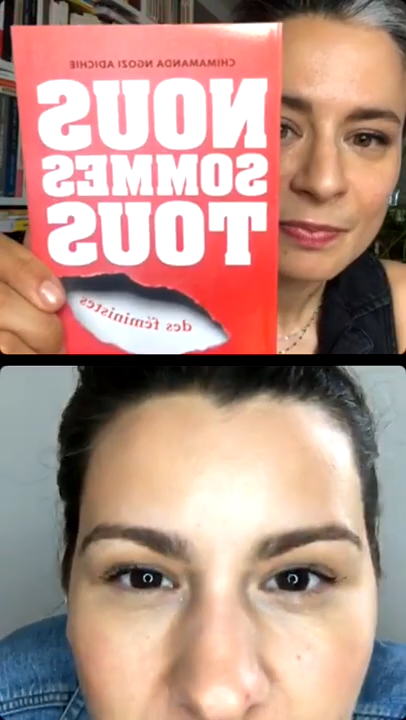 CHIMAMANDA NGOZI ADICHIE
NOUS
SOMMES
TOUS
des féministes